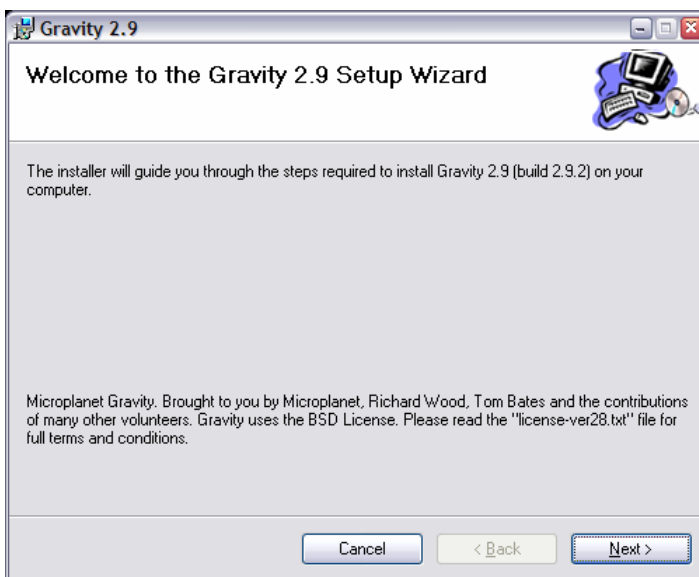 Gravity 2.9
Welcome to the Gravity 2.9 Setup Wizard
The installer will guide you through the steps required to install Gravity 2.9 (build 2.9.2) on your
computer.
Microplanet Gravity. Brought to you by Microplanet, Richard Wood, Tom Bates and the contributions
of many other volunteers. Gravity uses the BSD License. Please read the "license-ver28.txt" file for
full terms and conditions.
Cancel
< Back
Next >